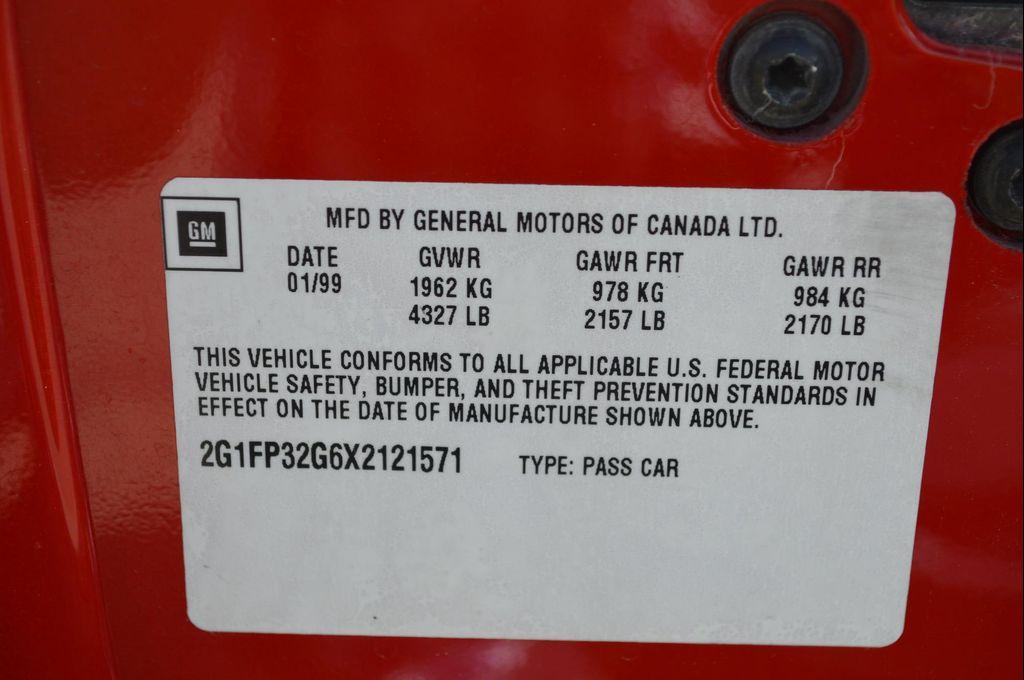 GM
MFD BY GENERAL MOTORS OF CANADA LTD.
DATE GVWR GAWR FRT GAWR RR
01/99 1962 KG 978 KG 984 KG
4327 LB 2157 LB 2170 LB
THIS VEHICLE CONFORMS TO ALL APPLICABLE U.S. FEDERAL MOTOR
VEHICLE SAFETY, BUMPER, AND THEFT PREVENTION STANDARDS IN
EFFECT ON THE DATE OF MANUFACTURE SHOWN ABOVE.
2G1FP32G6X2121571 TYPE: PASS CAR